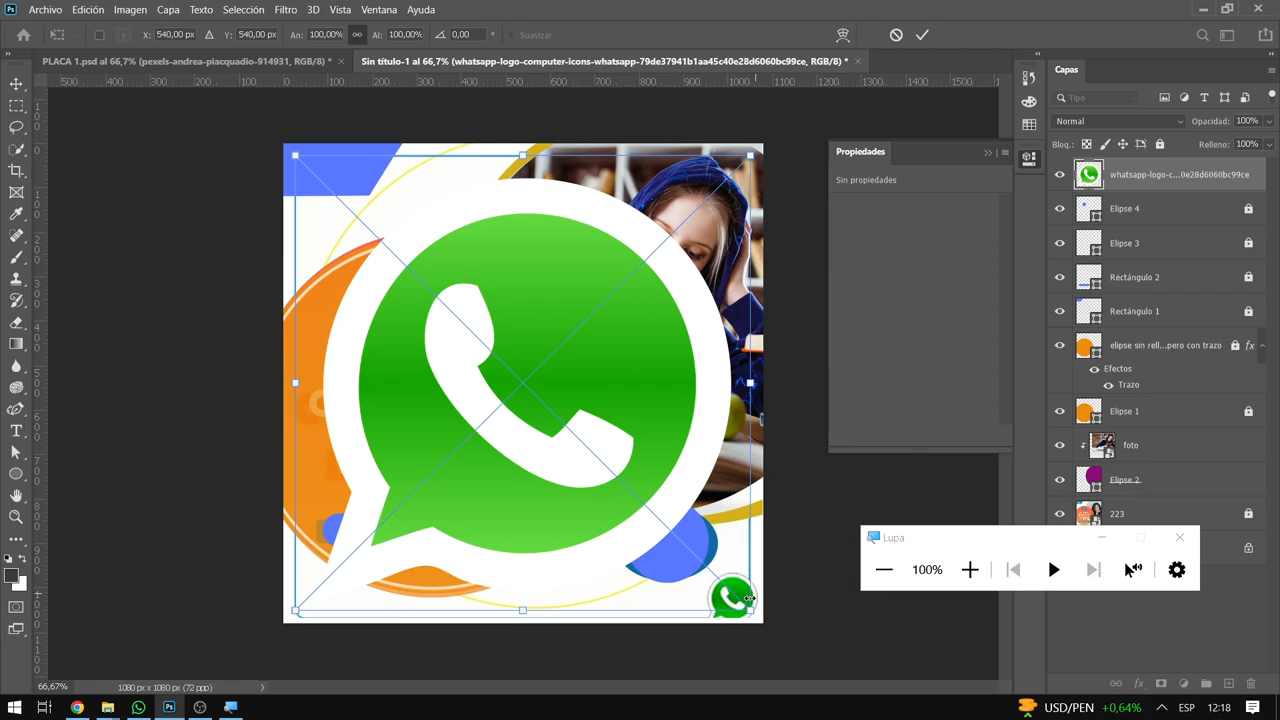 Archivo Edición Imagen Capa Texto Selección Filtro 3D Vista Ventana Ayuda
X: 540,00 px Y: 540,00 px An: 100,00% Al: 100,00% 0,00 ° Suavizar
PLACA 1.psd al 66,7% (pexels-andrea-piacquadio-914931, RGB/8) *
Sin título-1 al 66,7% (whatsapp-logo-computer-icons-whatsapp-79de37941b1aa45c40e28d6060bc99ce, RGB/8) *
500 400 300 200 100 0 100 200 300 400 500 600 700 800 900 1000 1100 1200 1300 1400 1500
Propiedades
Sin propiedades
Capas
Tipo
Normal Opacidad: 100%
Bloq.: Relleno: 100%
whatsapp-logo-c...0e28d6060bc99ce
Elipse 4
Elipse 3
Rectángulo 2
Rectángulo 1
elipse sin rell...pero con trazo fx
Efectos
Trazo
Elipse 1
foto
Elipse 2
223
Lupa
100%
66,67% 1080 px x 1080 px (72 ppp)
USD/PEN +0,64% ESP 12:18